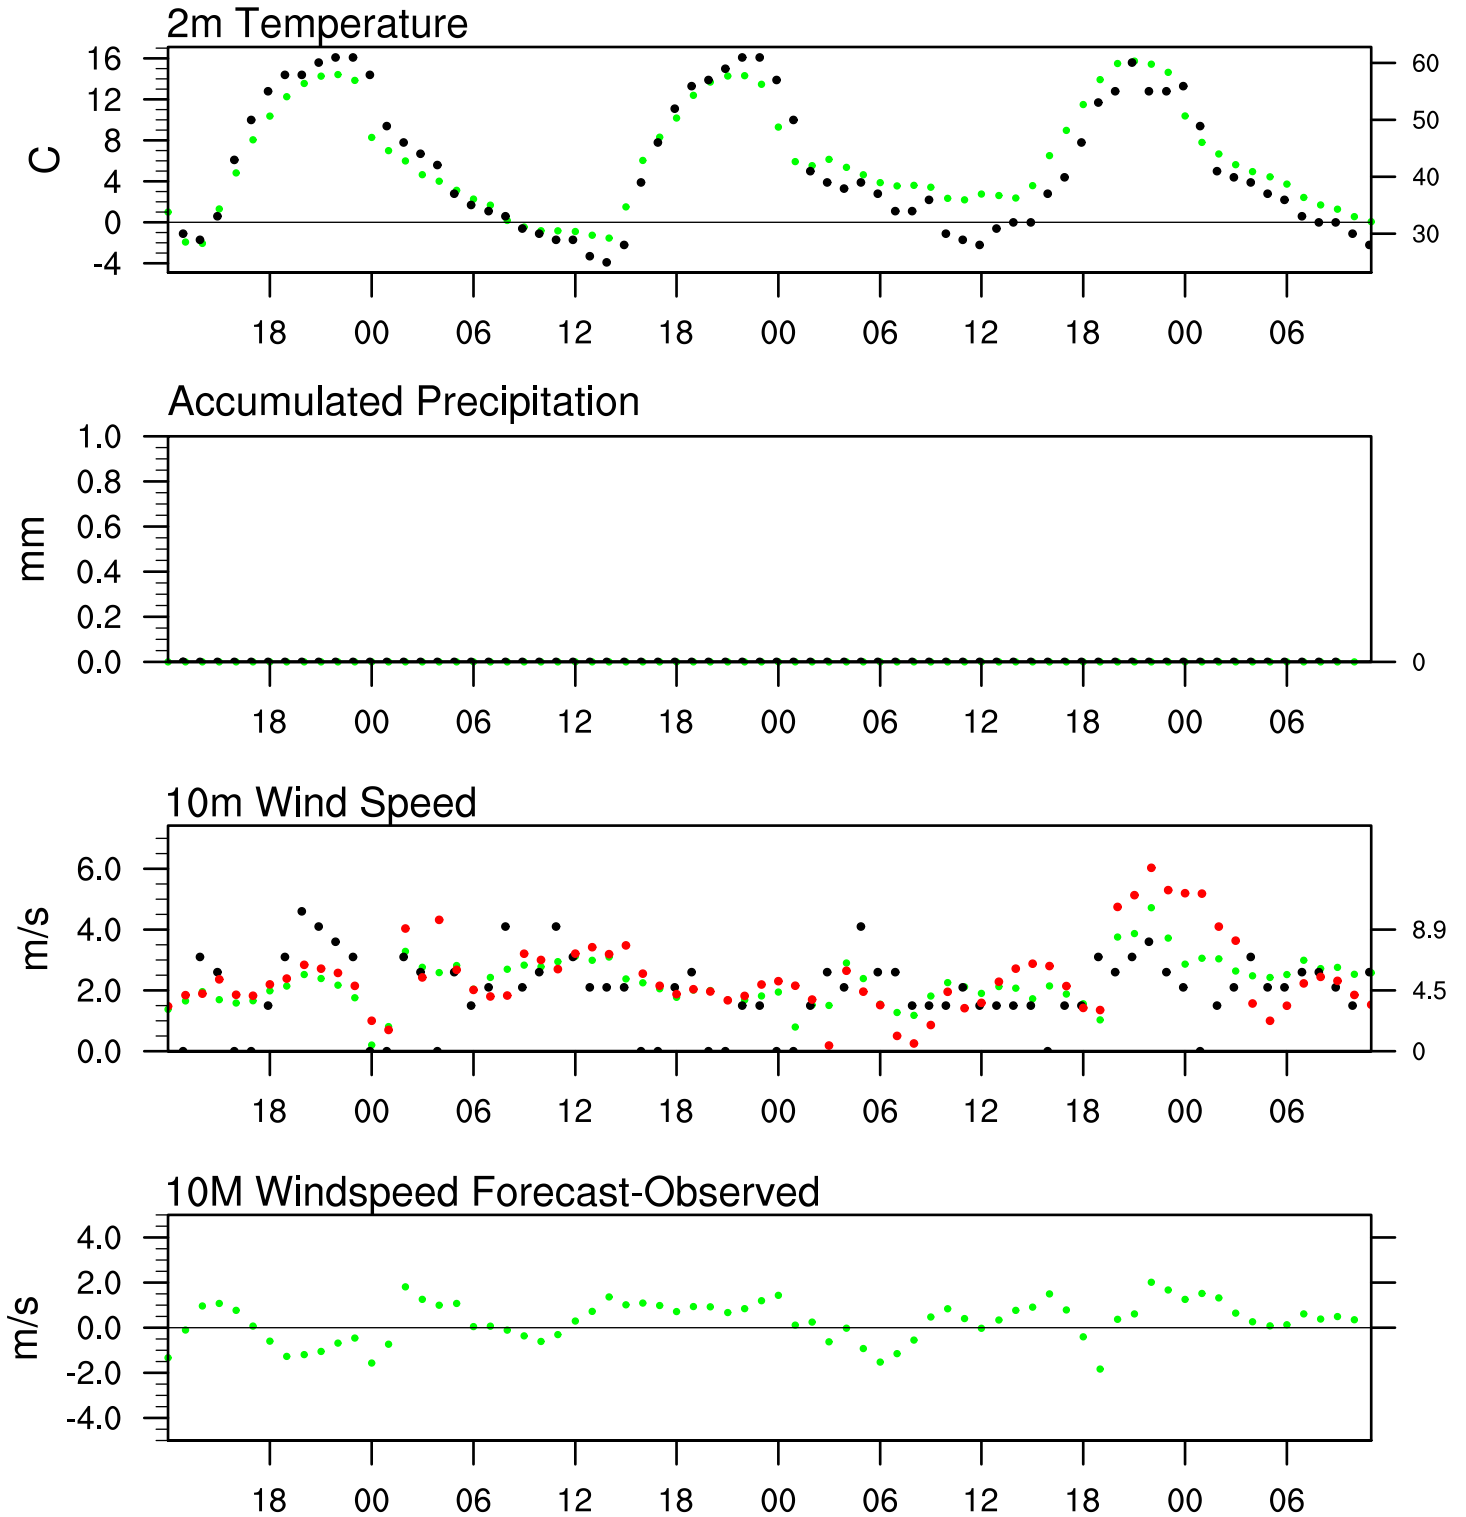 2m Temperature
16
12
8
4
0
-4
C
60
50
40
30
18 00 06 12 18 00 06 12 18 00 06
Accumulated Precipitation
1.0
0.8
0.6
0.4
0.2
0.0
mm
0
18 00 06 12 18 00 06 12 18 00 06
10m Wind Speed
6.0
4.0
2.0
0.0
m/s
8.9
4.5
0
18 00 06 12 18 00 06 12 18 00 06
10M Windspeed Forecast-Observed
4.0
2.0
0.0
-2.0
-4.0
m/s
18 00 06 12 18 00 06 12 18 00 06